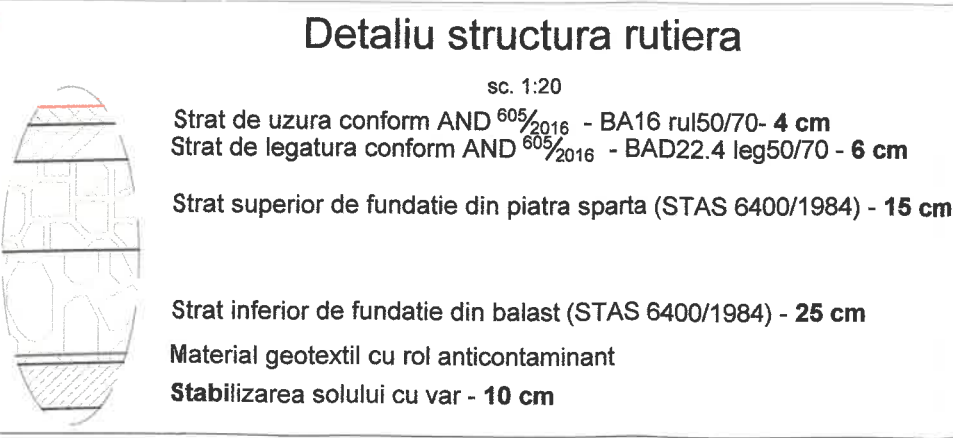 Detaliu structura rutiera
sc. 1:20
Strat de uzura conform AND 605/2016 - BA16 rul50/70- 4 cm
Strat de legatura conform AND 605/2016 - BAD22.4 leg50/70 - 6 cm
Strat superior de fundatie din piatra sparta (STAS 6400/1984) - 15 cm
Strat inferior de fundatie din balast (STAS 6400/1984) - 25 cm
Material geotextil cu rol anticontaminant
Stabilizarea solului cu var - 10 cm